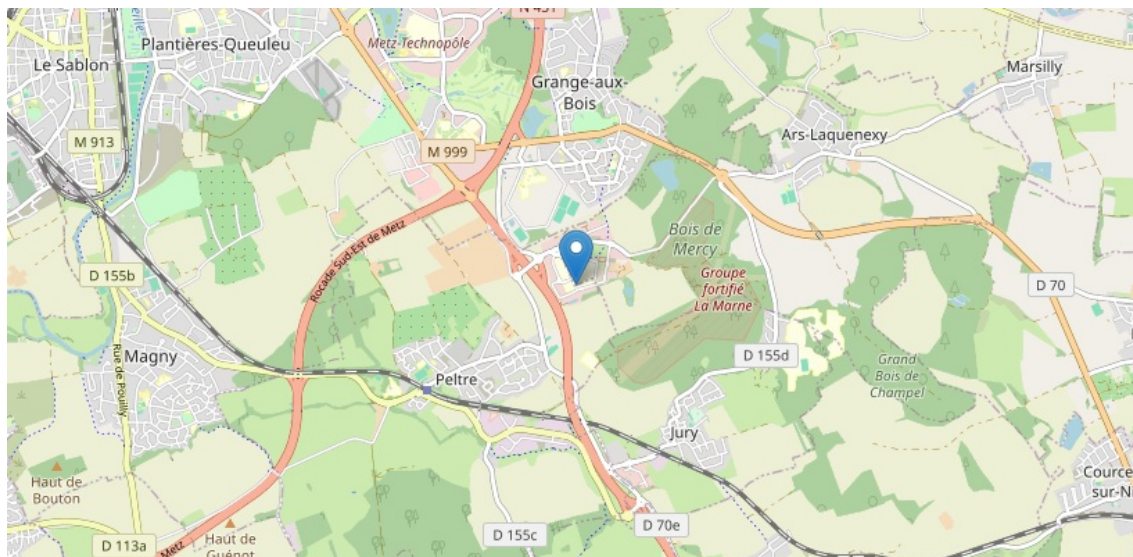 N 431
Plantières-Queuleu
Metz-Technopôle
Le Sablon
Grange-aux-
Bois
Marsilly
Ars-Laquenexy
M 913
M 999
Rocade Sud-Est de Metz
Bois de
Mercy
D 155b
Groupe
fortifié
La Marne
D 70
Rue de Pouilly
Magny
Peltre
D 155d
Grand
Bois de
Champel
Jury
Haut de
Bouton
Ource
sur-Ni
D 70e
D 155c
D 113a
Metz
Haut de
Guénot